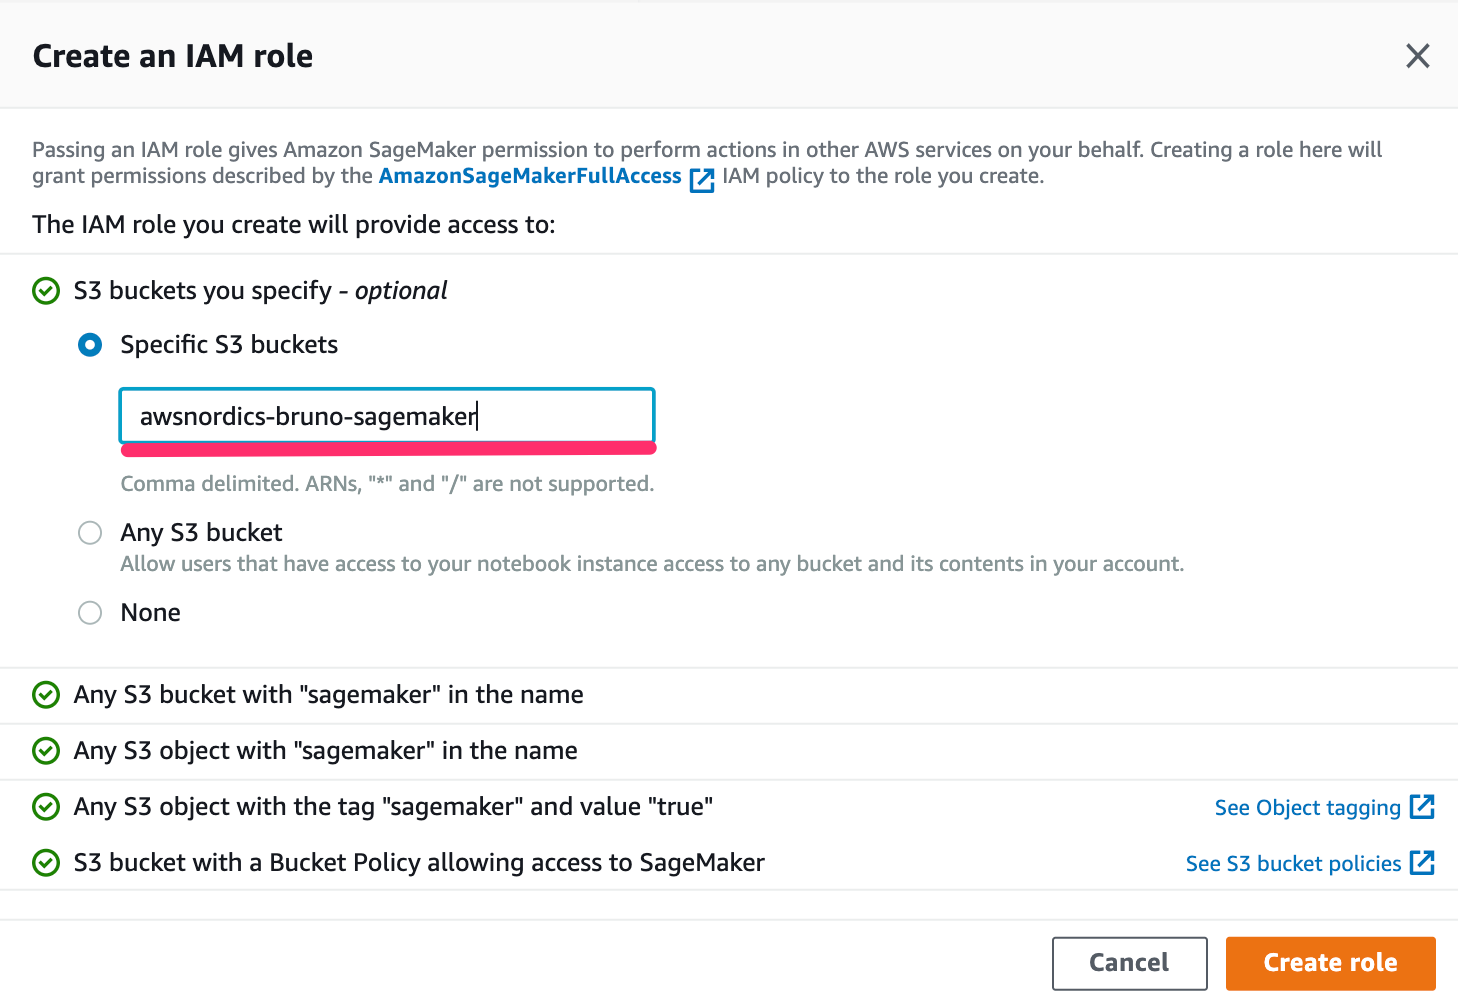 Create an IAM role
Passing an IAM role gives Amazon SageMaker permission to perform actions in other AWS services on your behalf. Creating a role here will
grant permissions described by the AmazonSageMakerFullAccess IAM policy to the role you create.
The IAM role you create will provide access to:
S3 buckets you specify - optional
Specific S3 buckets
awsnordics-bruno-sagemaker
Comma delimited. ARNs, "*" and "/" are not supported.
Any S3 bucket
Allow users that have access to your notebook instance access to any bucket and its contents in your account.
None
Any S3 bucket with "sagemaker" in the name
Any S3 object with "sagemaker" in the name
Any S3 object with the tag "sagemaker" and value "true" See Object tagging
S3 bucket with a Bucket Policy allowing access to SageMaker See S3 bucket policies
Cancel Create role